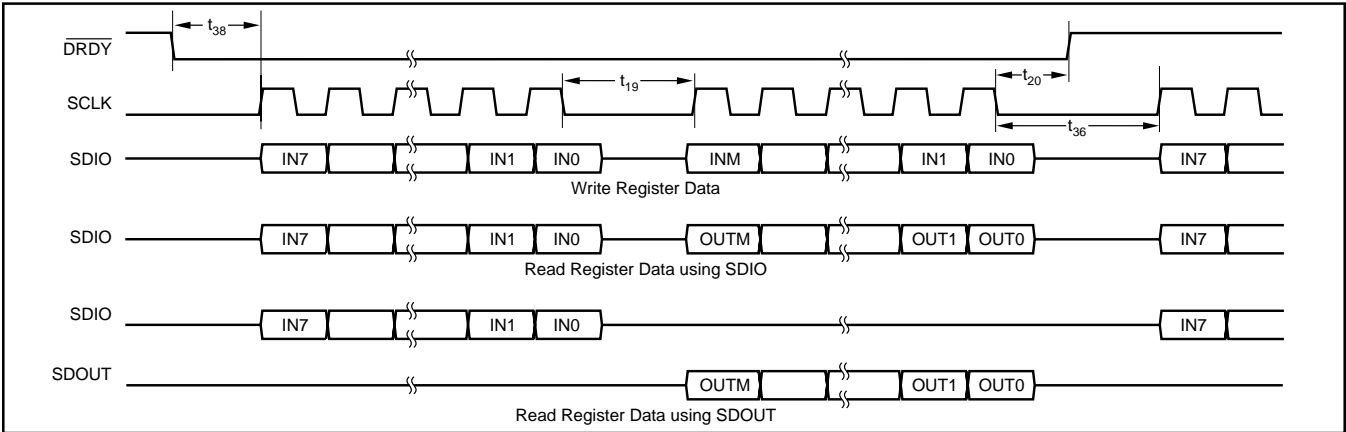 t38
DRDY
t19
t20
SCLK
t36
SDIO IN7 IN1 IN0 INM IN1 IN0 IN7
Write Register Data
SDIO IN7 IN1 IN0 OUTM OUT1 OUT0 IN7
Read Register Data using SDIO
SDIO IN7 IN1 IN0 IN7
SDOUT OUTM OUT1 OUT0
Read Register Data using SDOUT